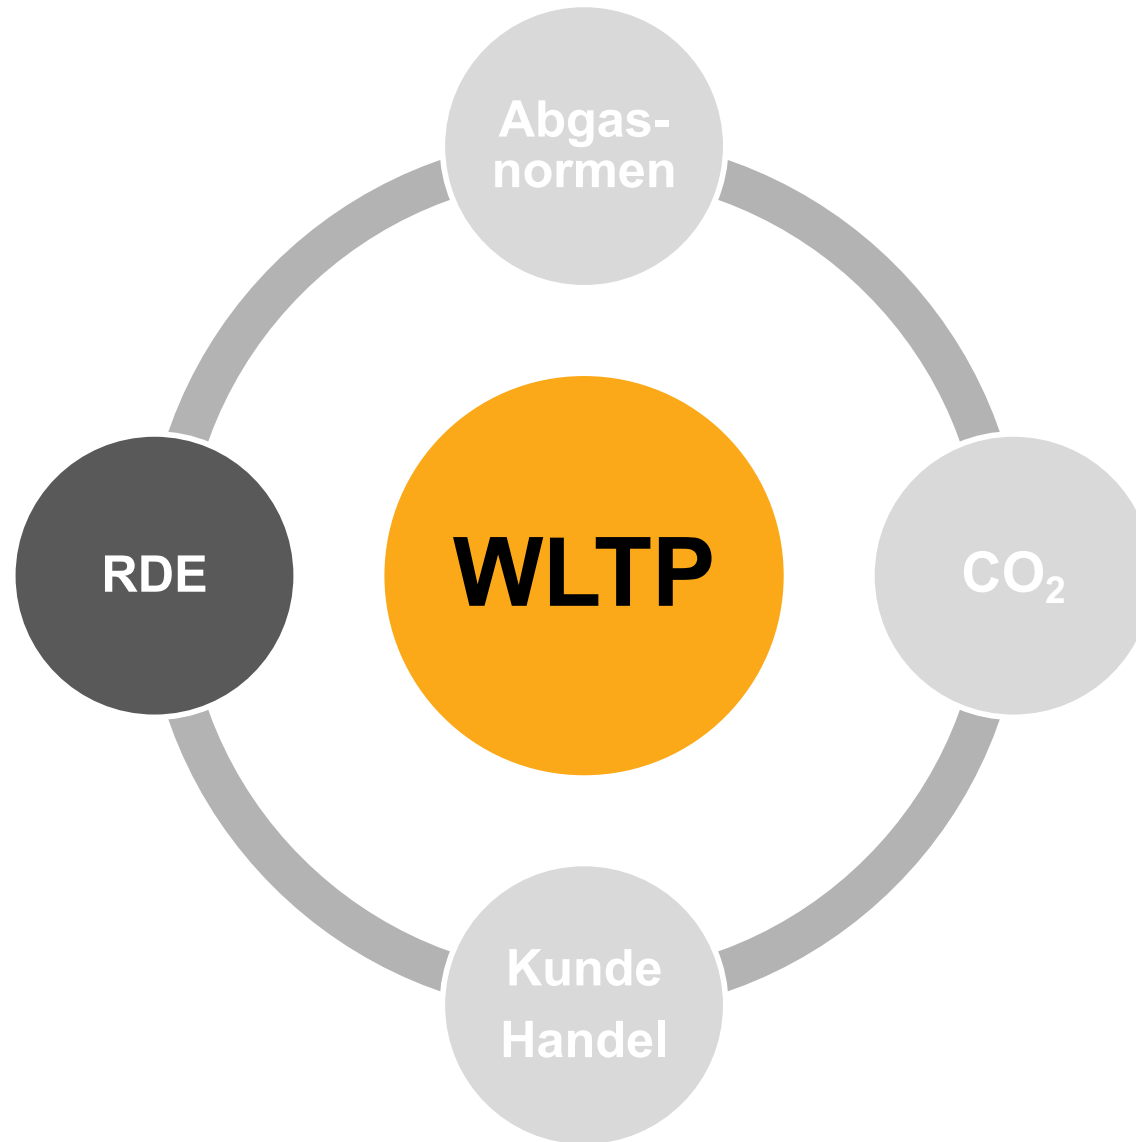 Abgas-
normen
RDE
WLTP
CO₂
Kunde
Handel